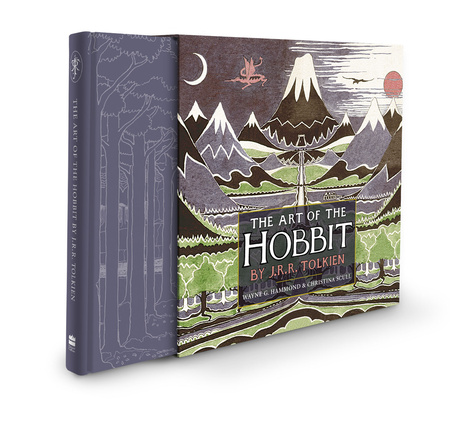 THE ART OF THE HOBBIT BY J.R.R. TOLKIEN
THE ART OF THE
HOBBIT
BY J.R.R. TOLKIEN
WAYNE G. HAMMOND & CHRISTINA SCULL